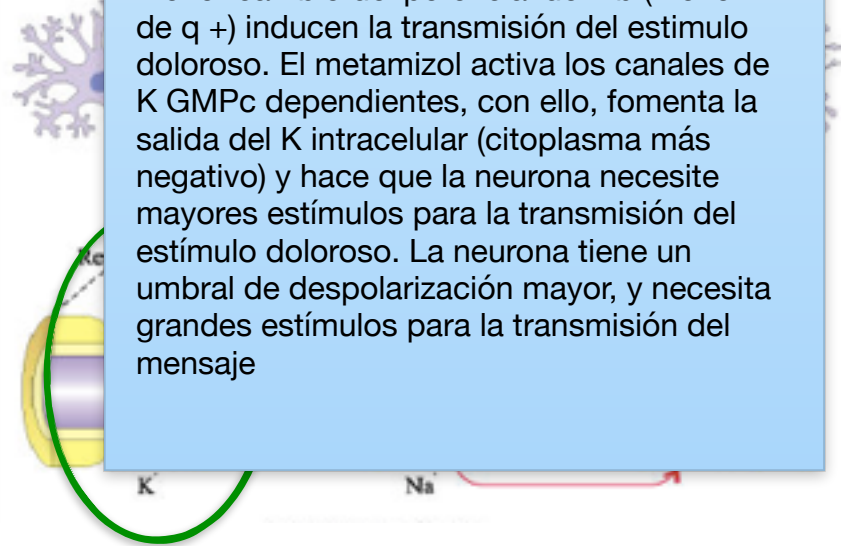 de q +) inducen la transmisión del estimulo
doloroso. El metamizol activa los canales de
K GMPc dependientes, con ello, fomenta la
salida del K intracelular (citoplasma más
negativo) y hace que la neurona necesite
mayores estímulos para la transmisión del
estímulo doloroso. La neurona tiene un
umbral de despolarización mayor, y necesita
grandes estímulos para la transmisión del
mensaje
Re
K
Na